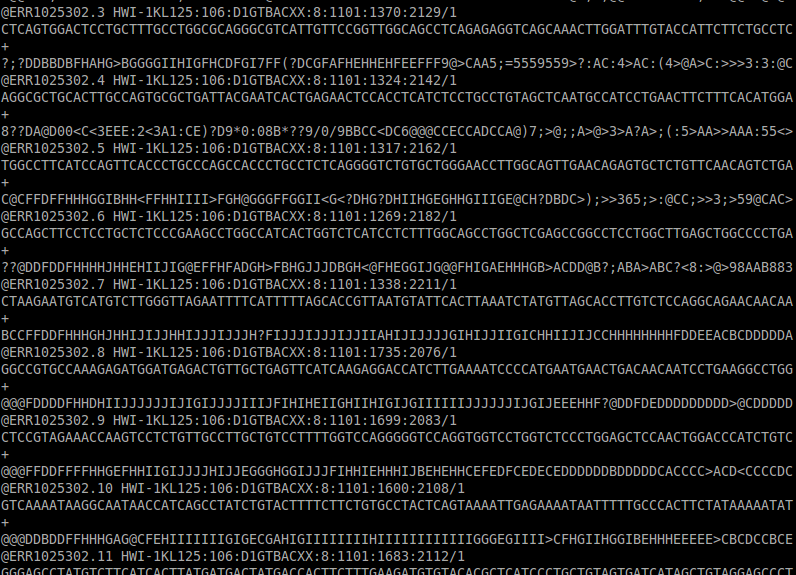 @ERR1025302.3 HWI-1KL125:106:D1GTBACXX:8:1101:1370:2129/1
CTCAGTGGACTCCTGCTTTGCCTGGCGCAGGGCGTCATTGTTCCGGTTGGCAGCCTCAGAGAGGTCAGCAAACTTGGATTTGTACCATTCTTCTGCCTC
+
?;?DDBBDBFHAHG>BGGGGIIHIGFHCDFGI7FF(?DCGFAFHEHHEHFEEFFF9@>CAA5;=5559559>?:AC:4>AC:(4>@A>C:>>>3:3:@C
@ERR1025302.4 HWI-1KL125:106:D1GTBACXX:8:1101:1324:2142/1
AGGCGCTGCACTTGCCAGTGCGCTGATTACGAATCACTGAGAACTCCACCTCATCTCCTGCCTGTAGCTCAATGCCATCCTGAACTTCTTTCACATGGA
+
8??DA@D00<C<3EEE:2<3A1:CE)?D9*0:08B*??9/0/9BBCC<DC6@@@CCECCADCCA@)7;>@;;A>@>3>A?A>;(:5>AA>>AAA:55<>
@ERR1025302.5 HWI-1KL125:106:D1GTBACXX:8:1101:1317:2162/1
TGGCCTTCATCCAGTTCACCCTGCCCAGCCACCCTGCCTCTCAGGGGTCTGTGCTGGGAACCTTGGCAGTTGAACAGAGTGCTCTGTTCAACAGTCTGA
+
C@CFFDFFHHHGGIBHH<FFHHIIII>FGH@GGGFFGGII<G<?DHG?DHIIHGEGHHGIIIGE@CH?DBDC>);>>365;>:@CC;>>3;>59@CAC>
@ERR1025302.6 HWI-1KL125:106:D1GTBACXX:8:1101:1269:2182/1
GCCAGCTTCCTCCTGCTCTCCCGAAGCCTGGCCATCACTGGTCTCATCCTCTTTGGCAGCCTGGCTCGAGCCGGCCTCCTGGCTTGAGCTGGCCCCTGA
+
??@DDFDDFHHHHJHHEHIIJIG@EFFHFADGH>FBHGJJJDBGH<@FHEGGIJG@@FHIGAEHHHGB>ACDD@B?;ABA>ABC?<8:>@>98AAB883
@ERR1025302.7 HWI-1KL125:106:D1GTBACXX:8:1101:1338:2211/1
CTAAGAATGTCATGTCTTGGGTTAGAATTTTCATTTTTAGCACCGTTAATGTATTCACTTAAATCTATGTTAGCACCTTGTCTCCAGGCAGAACAACAA
+
BCCFFDDFHHHGHJHHIJIJJHHIJJJIJJJH?FIJJJIJJJIJJIIAHIJIJJJJGIHIJJIIGICHHIIJIJCCHHHHHHHHFDDEEACBCDDDDDA
@ERR1025302.8 HWI-1KL125:106:D1GTBACXX:8:1101:1735:2076/1
GGCCGTGCCAAAGAGATGGATGAGACTGTTGCTGAGTTCATCAAGAGGACCATCTTGAAAATCCCCATGAATGAACTGACAACAATCCTGAAGGCCTGG
+
@@@FDDDDFHHDHIIJJJJJJIJIGIJJJJIIIJFIHIHEIIGHIIHIGIJGIIIIIIJJJJJJIJGIJEEEHHF?@DDFDEDDDDDDDDD>@CDDDDD
@ERR1025302.9 HWI-1KL125:106:D1GTBACXX:8:1101:1699:2083/1
CTCCGTAGAAACCAAGTCCTCTGTTGCCTTGCTGTCCTTTTGGTCCAGGGGGTCCAGGTGGTCCTGGTCTCCCTGGAGCTCCAACTGGACCCATCTGTC
+
@@@FFDDFFFFHHGEFHHIIGIJJJJHIJJEGGGHGGIJJJFIHHIEHHHIJBEHEHHCEFEDFCEDECEDDDDDDBDDDDDCACCCC>ACD<CCCCDC
@ERR1025302.10 HWI-1KL125:106:D1GTBACXX:8:1101:1600:2108/1
GTCAAAATAAGGCAATAACCATCAGCCTATCTGTACTTTTCTTCTGTGCCTACTCAGTAAAATTGAGAAAATAATTTTTGCCCACTTCTATAAAAATAT
+
@@@DDBDDFFHHHHGAG@CFEHIIIIIIIGIGECGAHIGIIIIIIIIHIIIIIIIIIIIIIGGGEGIIII>CFHGIIHGGIBEHHHEEEEE>CBCDCCBCE
@ERR1025302.11 HWI-1KL125:106:D1GTBACXX:8:1101:1683:2112/1
GGGAGCCTATGTCTTCATCACTTATGATGACTATGACCACTTCTTTGAAGATGTGTACACGCTCATCCCTGCTGTAGTGATCATAGCTGTAGGAGCCCT